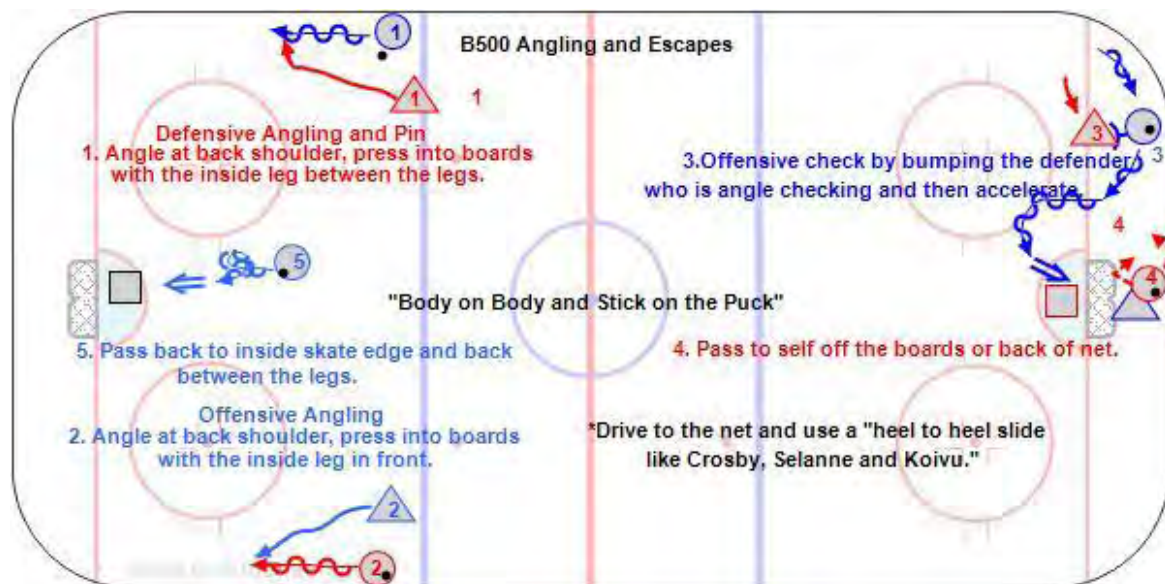 B500 Angling and Escapes
1
1
1
Defensive Angling and Pin
1. Angle at back shoulder, press into boards
with the inside leg between the legs.
3
3
3.Offensive check by bumping the defender
who is angle checking and then accelerate.
4
4
5
"Body on Body and Stick on the Puck"
5. Pass back to inside skate edge and back
between the legs.
4. Pass to self off the boards or back of net.
Offensive Angling
2. Angle at back shoulder, press into boards
with the inside leg in front.
*Drive to the net and use a "heel to heel slide
like Crosby, Selanne and Koivu."
2
2